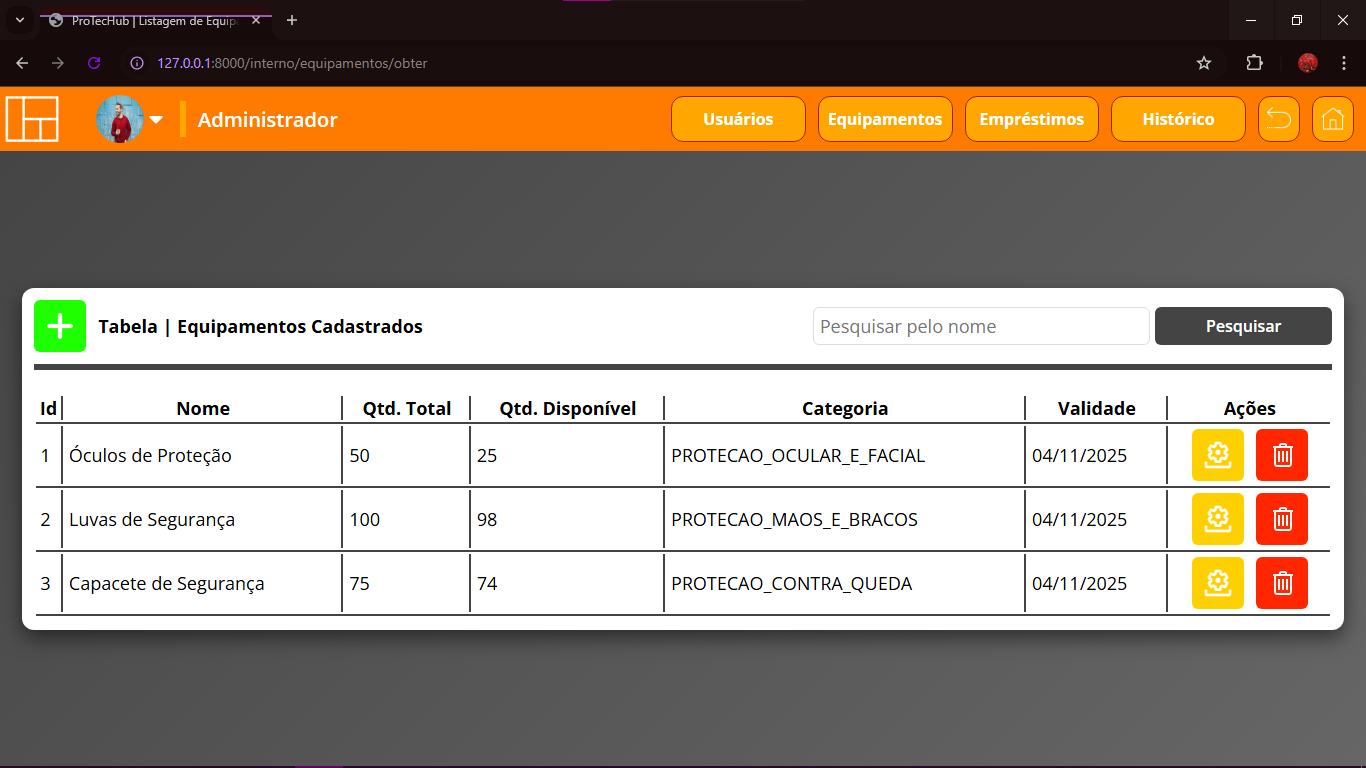 ProTecHub | Listagem de Equip
127.0.0.1:8000/interno/equipamentos/obter
Administrador
Usuários
Equipamentos
Empréstimos
Histórico
Tabela | Equipamentos Cadastrados
Pesquisar pelo nome
Pesquisar
Id Nome Qtd. Total Qtd. Disponível Categoria Validade Ações
1 Óculos de Proteção 50 25 PROTECAO_OCULAR_E_FACIAL 04/11/2025
2 Luvas de Segurança 100 98 PROTECAO_MAOS_E_BRACOS 04/11/2025
3 Capacete de Segurança 75 74 PROTECAO_CONTRA_QUEDA 04/11/2025